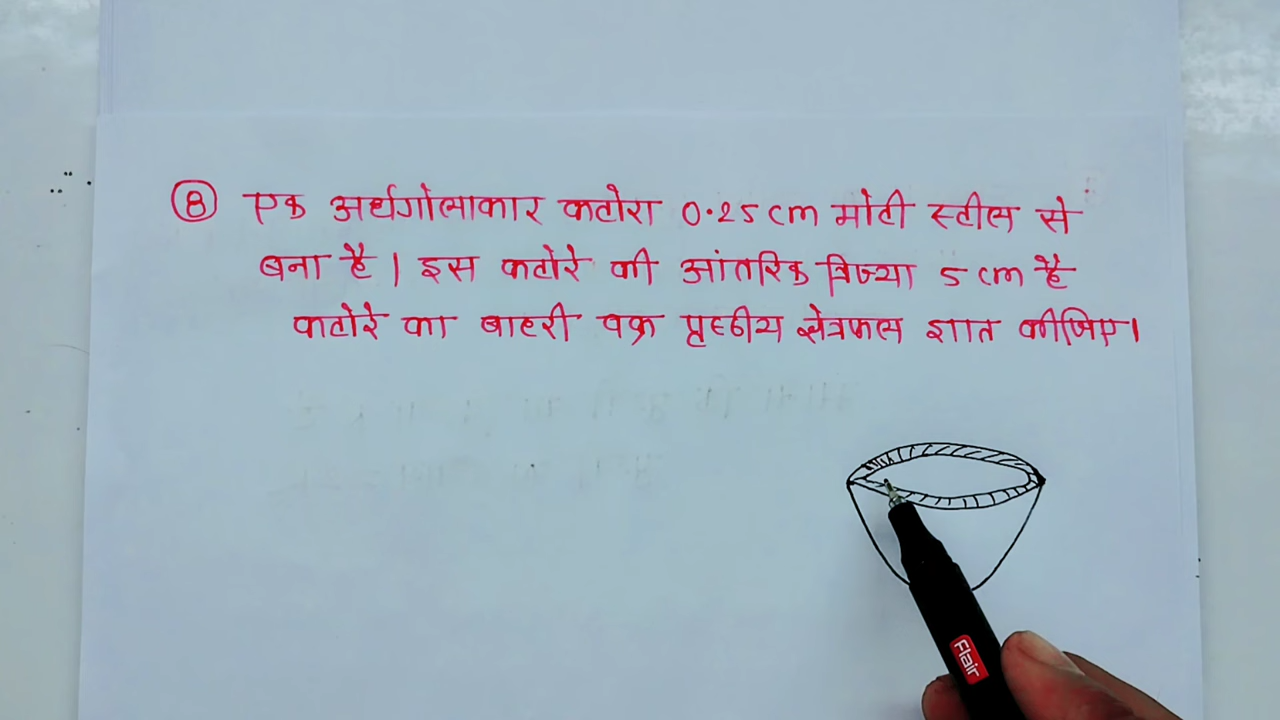 ⑧ एक अर्धगोलाकार कटोरा 0.25 cm मोटी स्टील से
बना है। इस कटोरे की आंतरिक त्रिज्या 5 cm है
कटोरे का बाहरी वक्र पृष्ठीय क्षेत्रफल ज्ञात कीजिए।
Flair